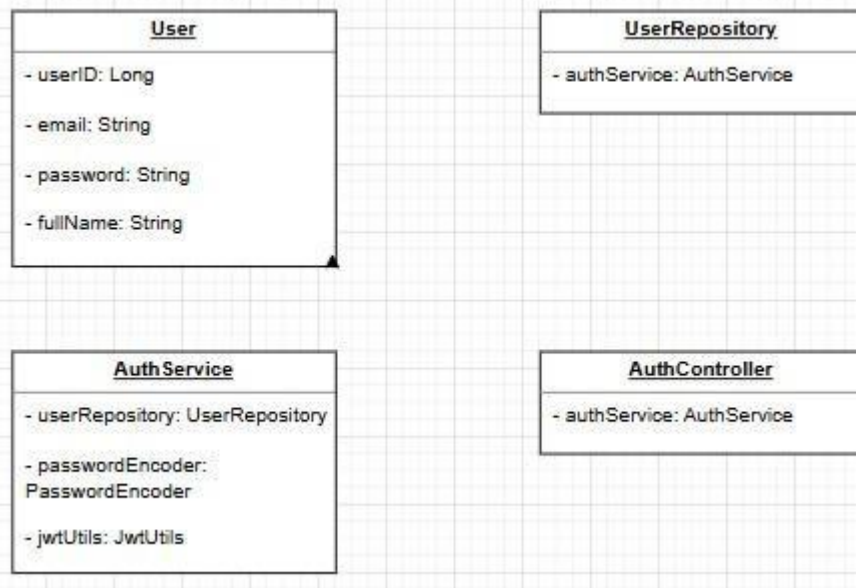 User
- userID: Long
- email: String
- password: String
- fullName: String
UserRepository
- authService: AuthService
AuthService
- userRepository: UserRepository
- passwordEncoder:
PasswordEncoder
- jwtUtils: JwtUtils
AuthController
- authService: AuthService